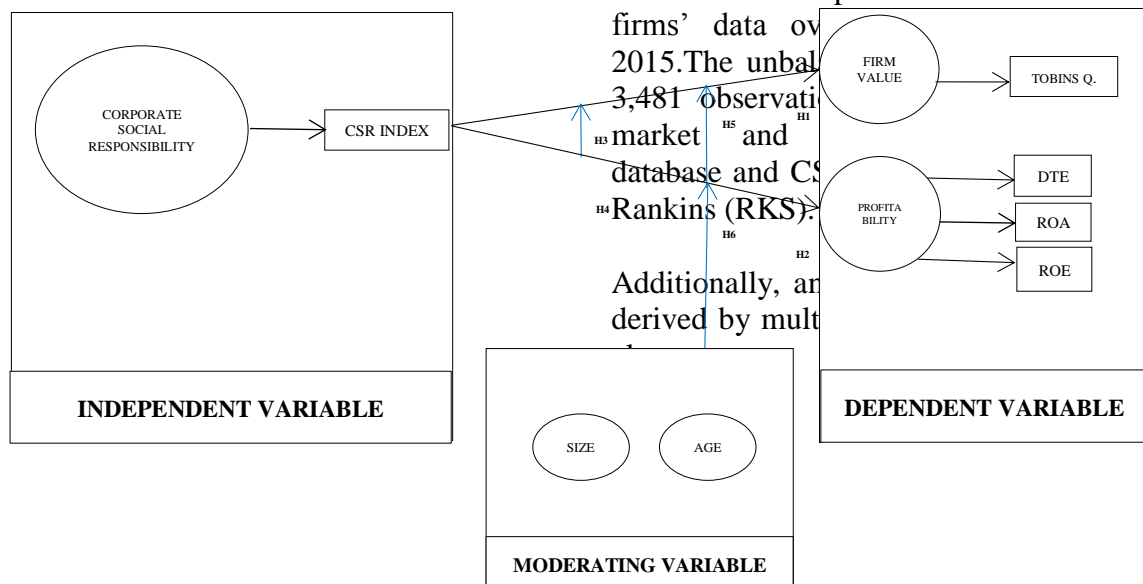 firms’ data ov
2015.The unbal
3,481 observati
market and
database and CS
Rankins (RKS).
Additionally, an
derived by mult
CORPORATE
SOCIAL
RESPONSIBILITY
CSR INDEX
INDEPENDENT VARIABLE
H3
H5
H1
H4
H6
H2
FIRM
VALUE
TOBINS Q.
PROFITA
BILITY
DTE
ROA
ROE
DEPENDENT VARIABLE
SIZE
AGE
MODERATING VARIABLE